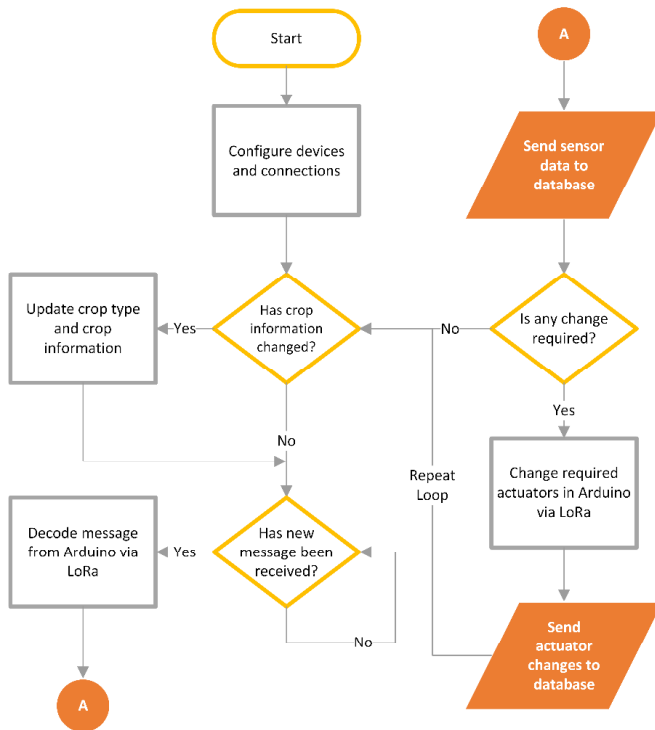 Start
A
Configure devices
and connections
Send sensor
data to
database
Update crop type
and crop
information
Yes
Has crop
information
changed?
No
Is any change
required?
No
Yes
Repeat
Loop
Change required
actuators in Arduino
via LoRa
Decode message
from Arduino via
LoRa
Yes
Has new
message been
received?
No
Send
actuator
changes to
database
A